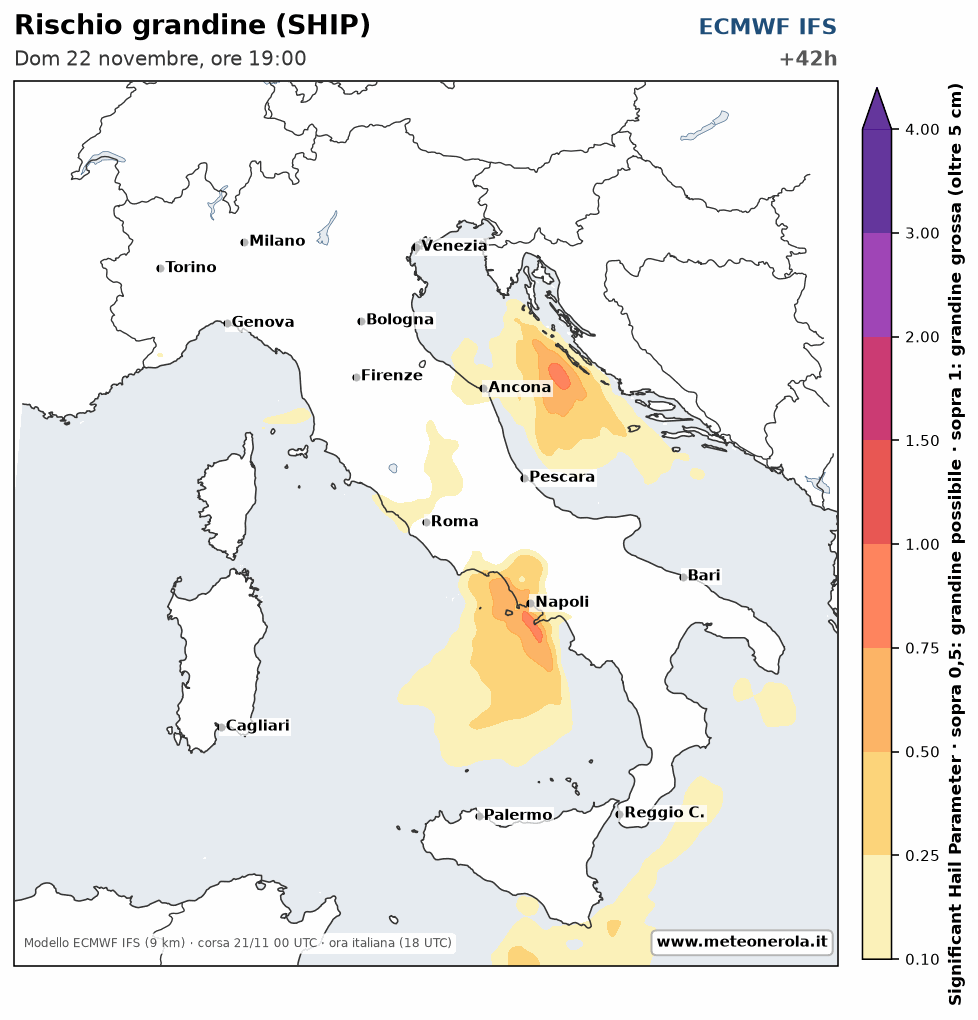 Rischio grandine (SHIP)
ECMWF IFS
Dom 22 novembre, ore 19:00
+42h
Milano
Venezia
Torino
Genova
Bologna
Firenze
Ancona
Pescara
Roma
Bari
Napoli
Cagliari
Palermo
Reggio C.
Modello ECMWF IFS (9 km) · corsa 21/11 00 UTC · ora italiana (18 UTC)
www.meteonerola.it
4.00
3.00
2.00
1.50
1.00
0.75
0.50
0.25
0.10
Significant Hail Parameter · sopra 0,5: grandine possibile · sopra 1: grandine grossa (oltre 5 cm)